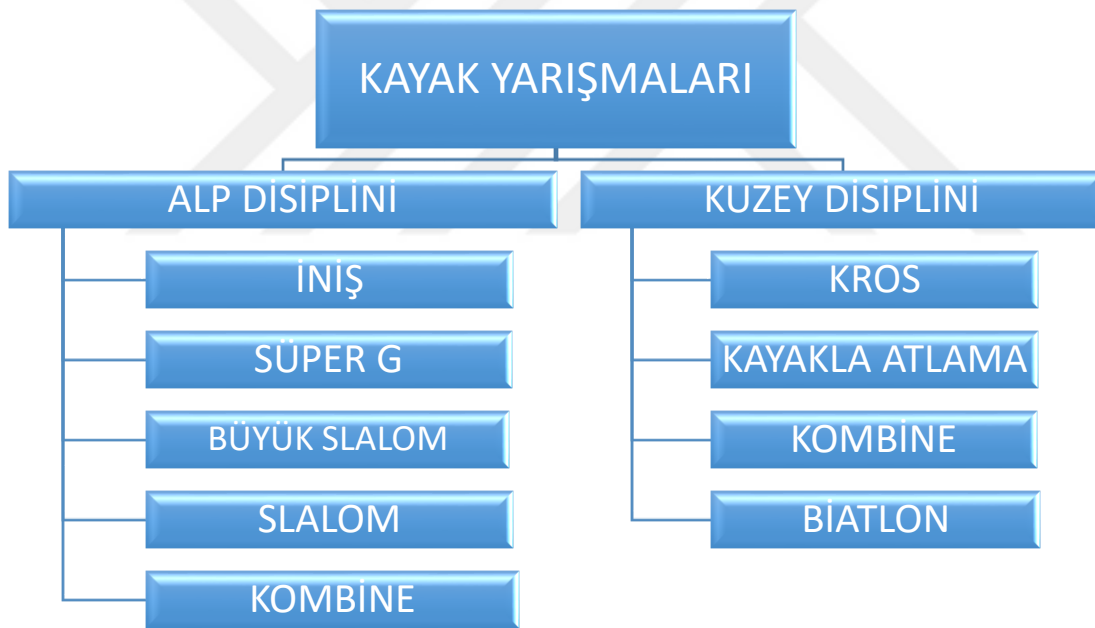 KAYAK YARIŞMALARI
ALP DİSİPLİNİ
İNİŞ
SÜPER G
BÜYÜK SLALOM
SLALOM
KOMBİNE
KUZEY DİSİPLİNİ
KROS
KAYAKLA ATLAMA
KOMBİNE
BİATLON